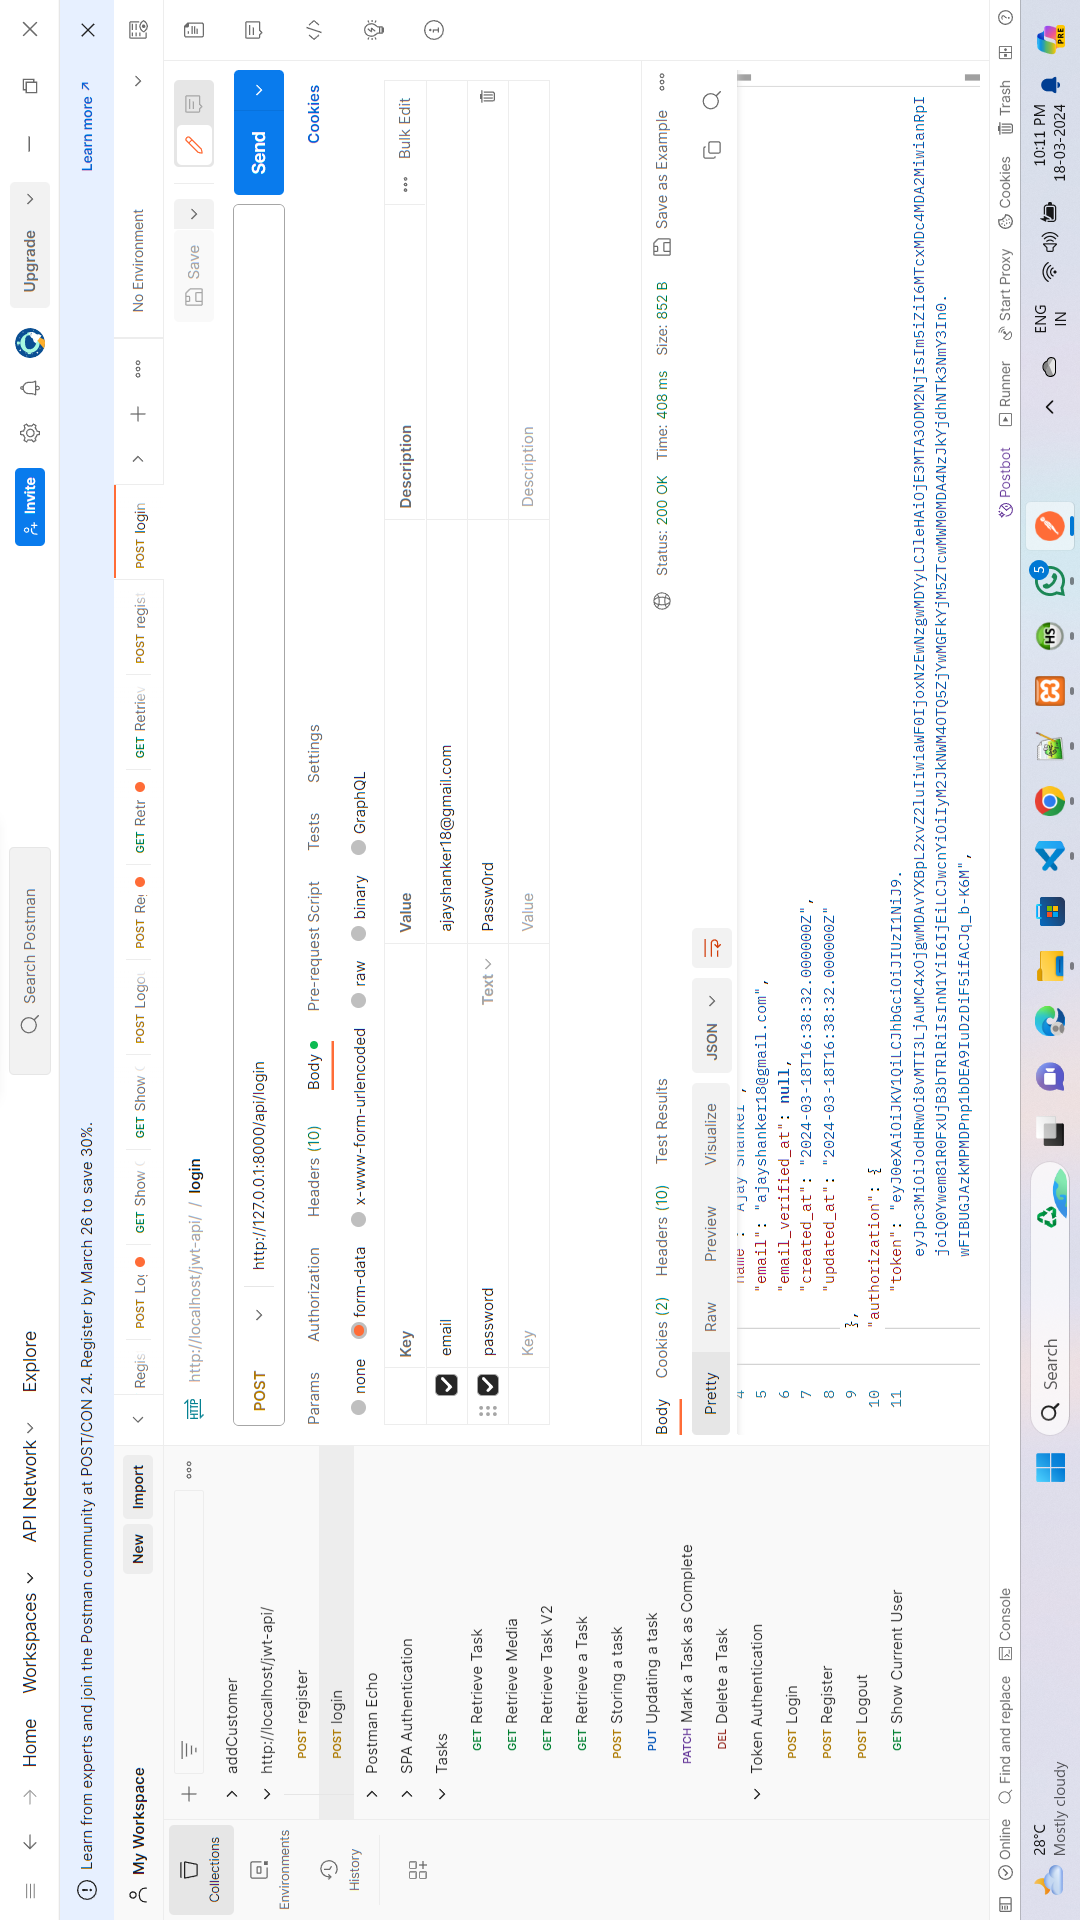 Home
Workspaces
API Network
Explore
Search Postman
Invite
Upgrade
Learn from experts and join the Postman community at POST/CON 24. Register by March 26 to save 30%.
Learn more ↗
My Workspace
New
Import
Regis
POST Log
GET Show
GET Show
POST Logo
POST Re
GET Retr
GET Retriev
POST regist
POST login
No Environment
Collections
Environments
History
addCustomer
http://localhost/jwt-api/
POST register
POST login
Postman Echo
SPA Authentication
Tasks
GET Retrieve Task
GET Retrieve Media
GET Retrieve Task V2
GET Retrieve a Task
POST Storing a task
PUT Updating a task
PATCH Mark a Task as Complete
DEL Delete a Task
Token Authentication
POST Login
POST Register
POST Logout
GET Show Current User
HTTP http://localhost/jwt-api/ / login
Save
POST
http://127.0.0.1:8000/api/login
Send
Params
Authorization
Headers (10)
Body
Pre-request Script
Tests
Settings
Cookies
none
form-data
x-www-form-urlencoded
raw
binary
GraphQL
Key
Value
Description
Bulk Edit
email
ajayshanker18@gmail.com
password
Text
Passw0rd
Key
Value
Description
Body
Cookies (2)
Headers (10)
Test Results
Status: 200 OK
Time: 408 ms
Size: 852 B
Save as Example
Pretty
Raw
Preview
Visualize
JSON
4 "name": "Ajay Shanker",
5 "email": "ajayshanker18@gmail.com",
6 "email_verified_at": null,
7 "created_at": "2024-03-18T16:38:32.000000Z",
8 "updated_at": "2024-03-18T16:38:32.000000Z"
9 },
10 "authorization": {
11 "token": "eyJ0eXAiOiJKV1QiLCJhbGciOiJIUzI1NiJ9.
eyJpc3MiOiJodHRwOi8vMTI3LjAuMC4xOjgwMDAvYXBpL2xvZ2luIiwiaWF0IjoxNzEwNzgwMDYyLCJleHAiOjE3MTA3ODM2NjIsIm5iZiI6MTcxMDc4MDA2MiwianRpI
joiQ0Ywem81R0FxUjB3bTRlRiIsInN1YiI6IjEiLCJwcnYiOiIyM2JkNWM4OTQ5ZjYwMGFkYjM5ZTcwMWM0MDA4NzJkYjdhNTk3NmY3In0.
wFIBUGJAzkMPMDPnp1bDEA9IuDzDiF5ifACJq_b-K6M",
Online
Find and replace
Console
Postbot
Runner
Start Proxy
Cookies
Trash
28°C
Mostly cloudy
Search
5
HS
ENG
IN
10:11 PM
18-03-2024
PRE